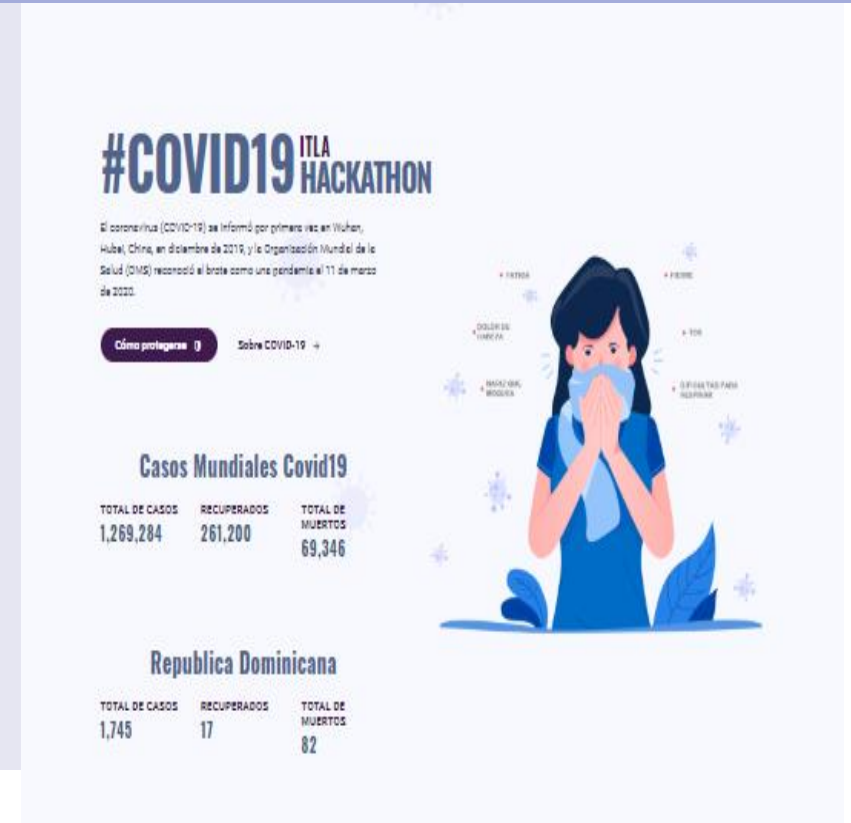 #COVID19 ITLA
HACKATHON
El coronavirus (COVID-19) se informó por primera vez en Wuhan,
Hubei, China, en diciembre de 2019, y la Organización Mundial de la
Salud (OMS) reconoció el brote como una pandemia el 11 de marzo
de 2020.
Cómo protegerse
Sobre COVID-19 →
Casos Mundiales Covid19
TOTAL DE CASOS
1,269,284
RECUPERADOS
261,200
TOTAL DE
MUERTOS
69,346
Republica Dominicana
TOTAL DE CASOS
1,745
RECUPERADOS
17
TOTAL DE
MUERTOS
82
FATIGA
FIEBRE
DOLOR DE
CABEZA
TOS
DIFICULTAD PARA
RESPIRAR